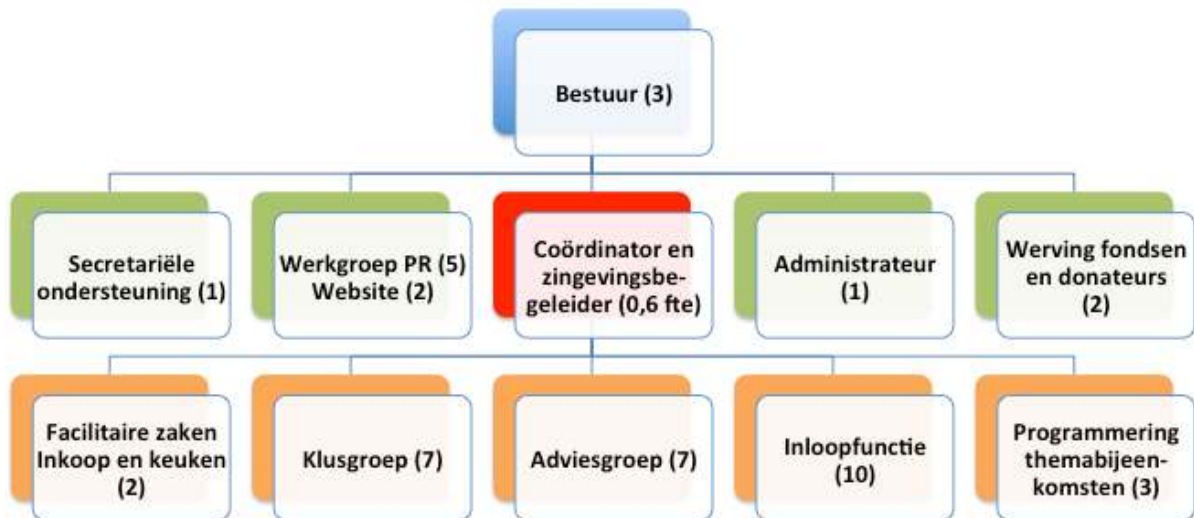 Bestuur (3)
Secretariële
ondersteuning (1)
Werkgroep PR (5)
Website (2)
Coördinator en
zingevingsbe-
geleider (0,6 fte)
Administrateur
(1)
Werving fondsen
en donateurs
(2)
Facilitaire zaken
Inkoop en keuken
(2)
Klusgroep (7)
Adviesgroep (7)
Inloopfunctie
(10)
Programmering
themabijeen-
komsten (3)